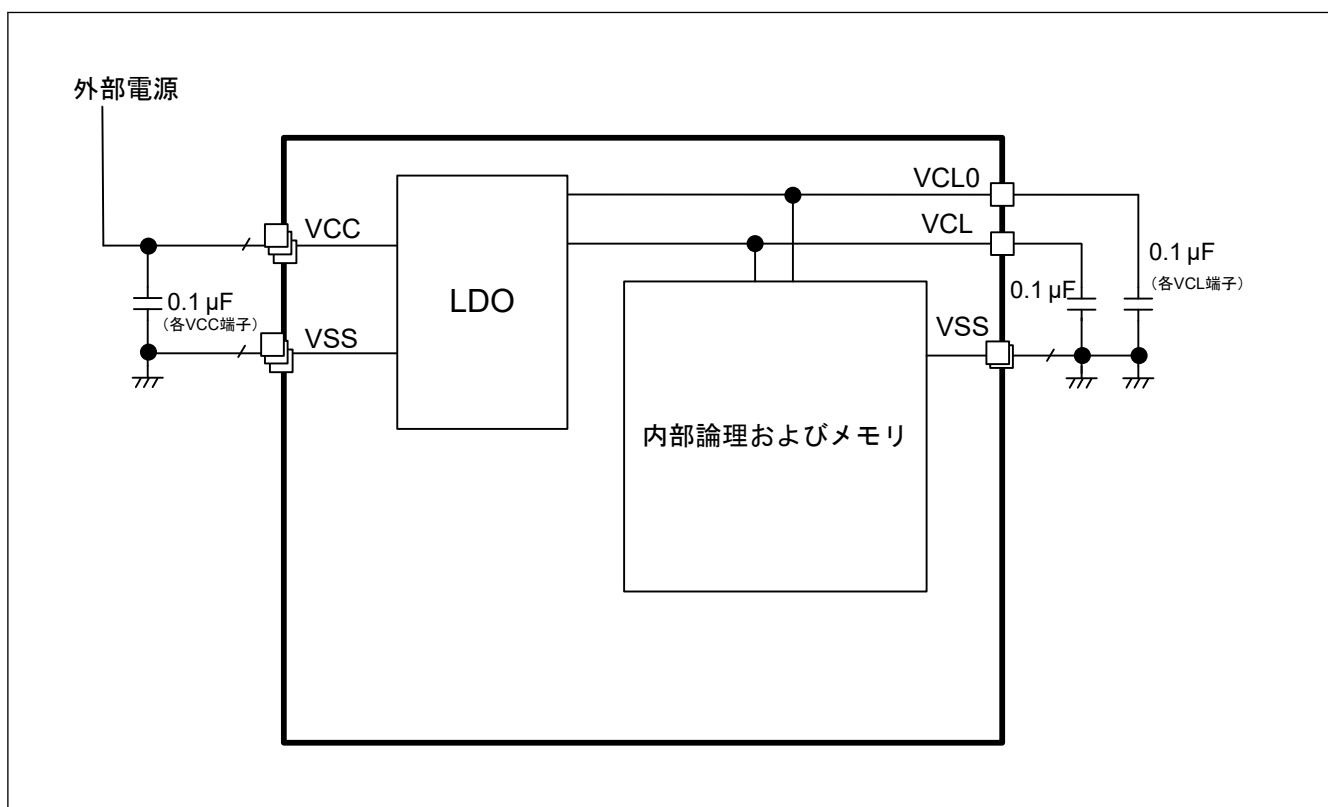 外部電源
VCL0
VCC
VCL
0.1 µF
(各VCL端子)
0.1 µF
(各VCC端子)
LDO
0.1 µF
VSS
VSS
内部論理およびメモリ